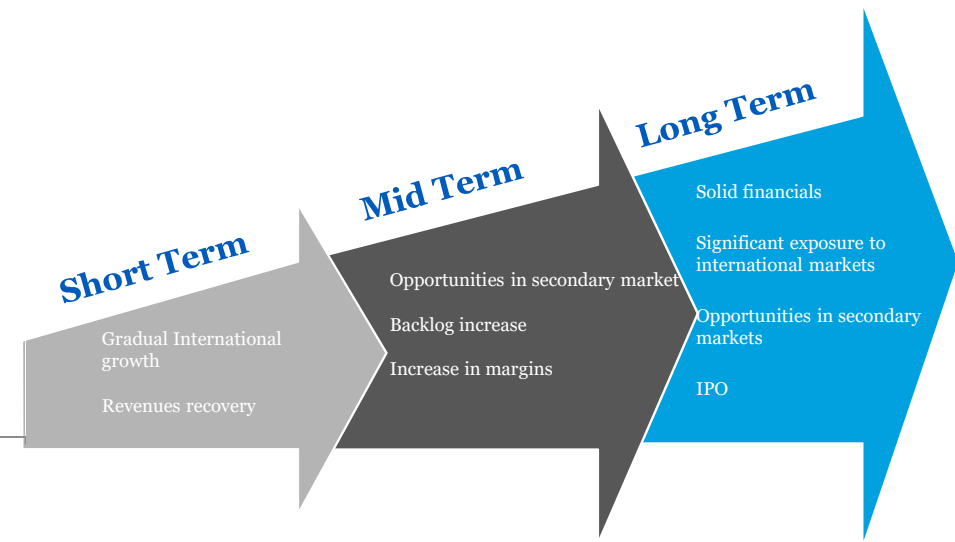 Short Term
Gradual International
growth
Revenues recovery
Mid Term
Opportunities in secondary market
Backlog increase
Increase in margins
Long Term
Solid financials
Significant exposure to
international markets
Opportunities in secondary
markets
IPO